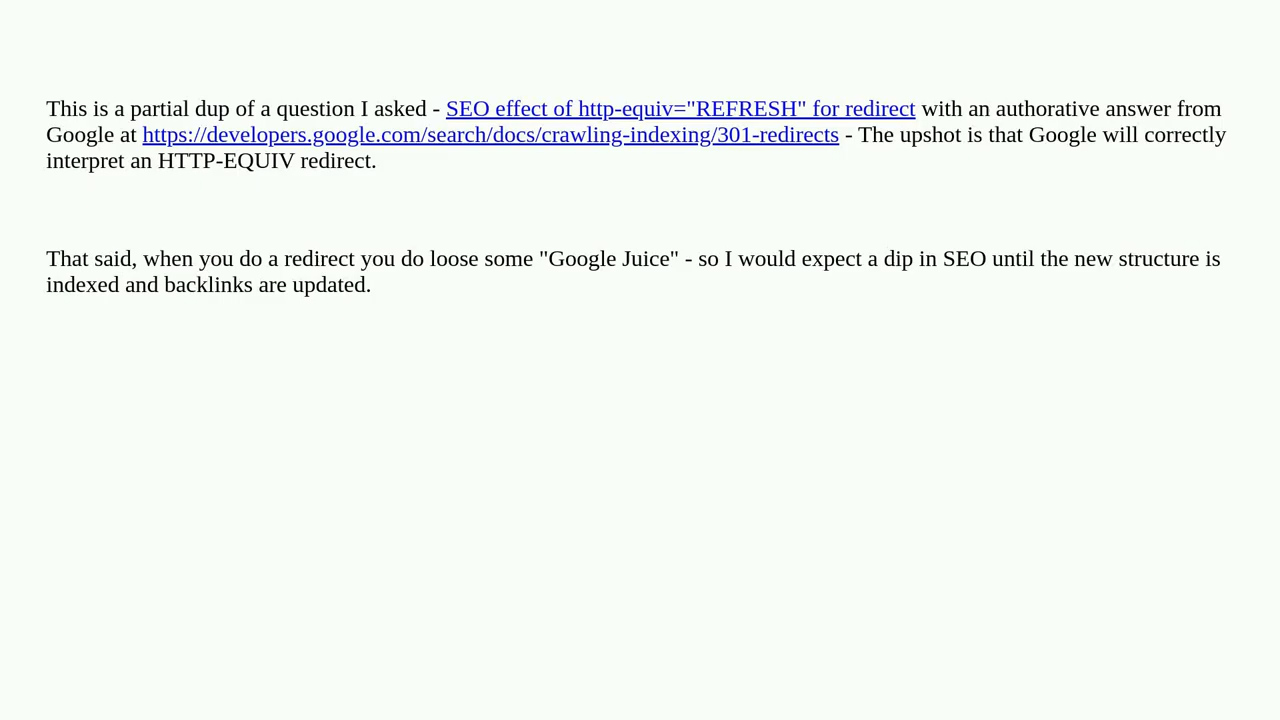 This is a partial dup of a question I asked - SEO effect of http-equiv="REFRESH" for redirect with an authorative answer from
Google at https://developers.google.com/search/docs/crawling-indexing/301-redirects - The upshot is that Google will correctly
interpret an HTTP-EQUIV redirect.
That said, when you do a redirect you do loose some "Google Juice" - so I would expect a dip in SEO until the new structure is
indexed and backlinks are updated.